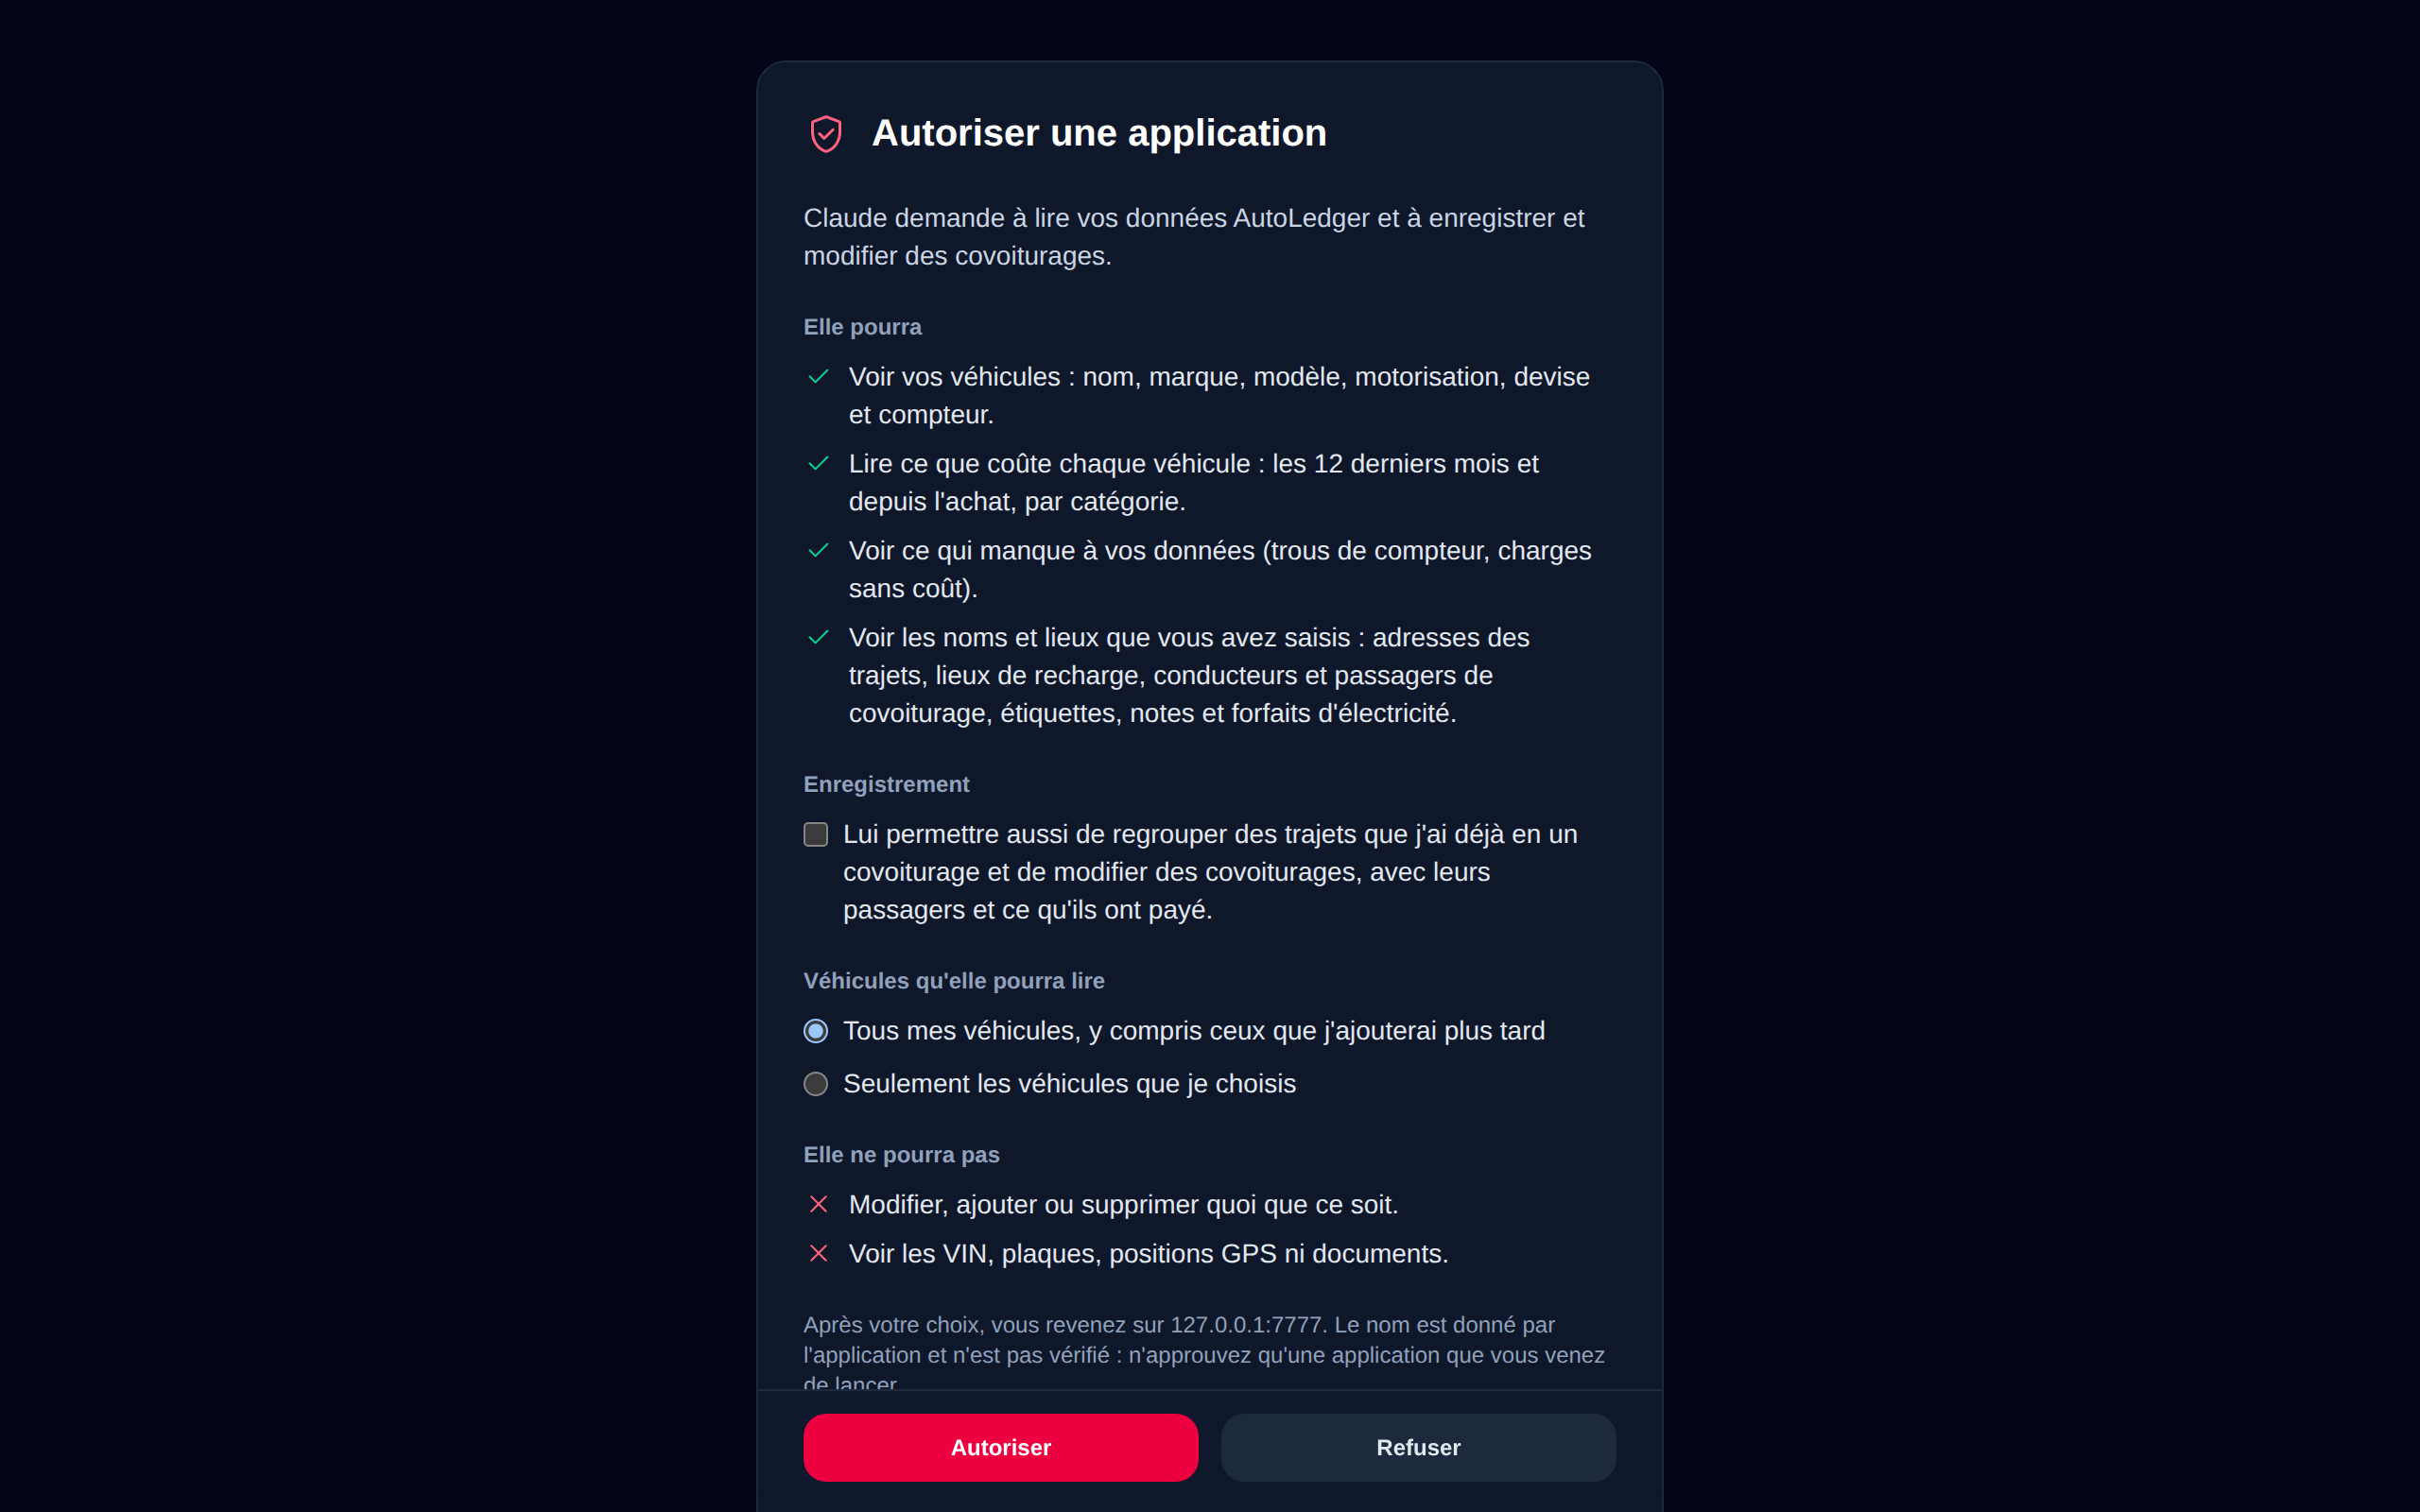 Autoriser une application
Claude demande à lire vos données AutoLedger et à enregistrer et
modifier des covoiturages.
Elle pourra
Voir vos véhicules : nom, marque, modèle, motorisation, devise
et compteur.
Lire ce que coûte chaque véhicule : les 12 derniers mois et
depuis l'achat, par catégorie.
Voir ce qui manque à vos données (trous de compteur, charges
sans coût).
Voir les noms et lieux que vous avez saisis : adresses des
trajets, lieux de recharge, conducteurs et passagers de
covoiturage, étiquettes, notes et forfaits d'électricité.
Enregistrement
Lui permettre aussi de regrouper des trajets que j'ai déjà en un
covoiturage et de modifier des covoiturages, avec leurs
passagers et ce qu'ils ont payé.
Véhicules qu'elle pourra lire
Tous mes véhicules, y compris ceux que j'ajouterai plus tard
Seulement les véhicules que je choisis
Elle ne pourra pas
Modifier, ajouter ou supprimer quoi que ce soit.
Voir les VIN, plaques, positions GPS ni documents.
Après votre choix, vous revenez sur 127.0.0.1:7777. Le nom est donné par
l'application et n'est pas vérifié : n'approuvez qu'une application que vous venez
de lancer
Autoriser
Refuser